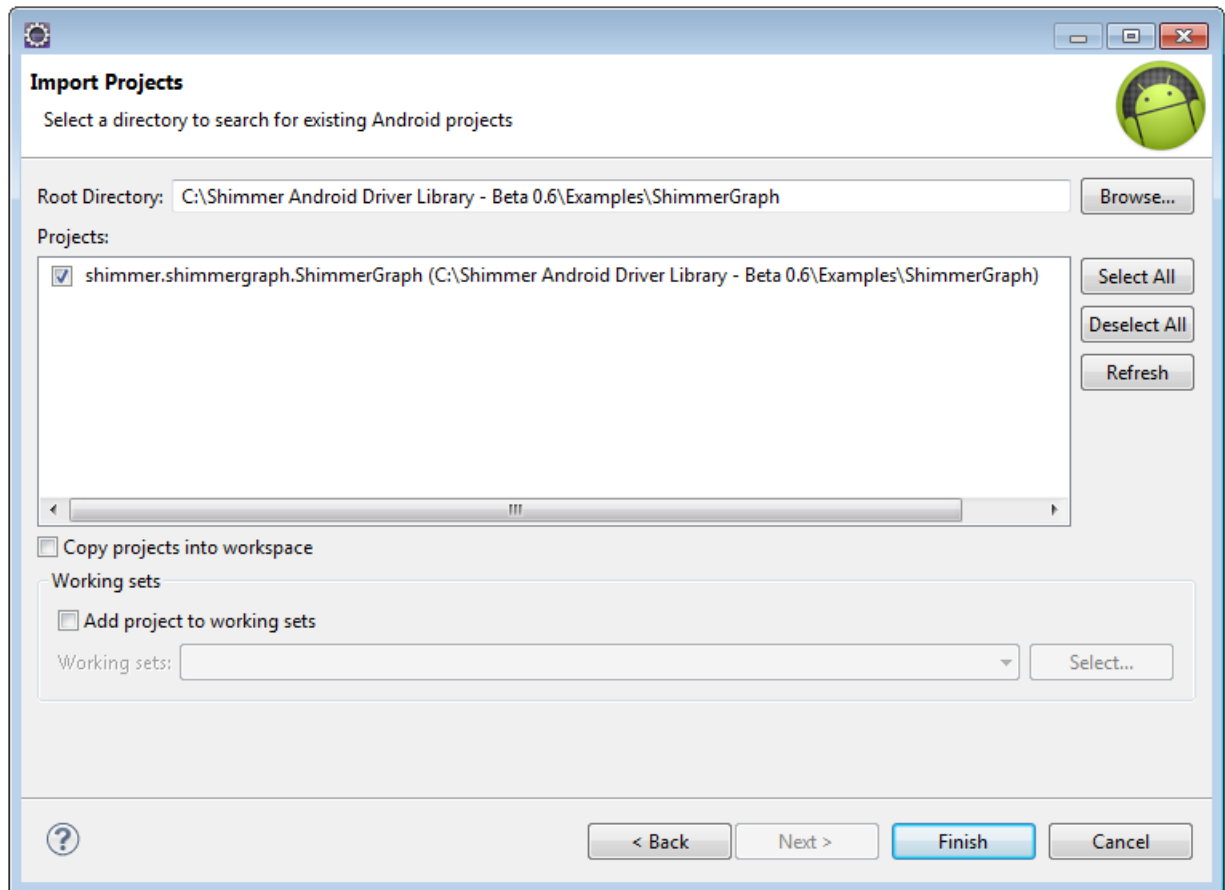 Import Projects
Select a directory to search for existing Android projects
Root Directory: C:\Shimmer Android Driver Library - Beta 0.6\Examples\ShimmerGraph Browse...
Projects:
shimmer.shimmergraph.ShimmerGraph (C:\Shimmer Android Driver Library - Beta 0.6\Examples\ShimmerGraph) Select All
Deselect All
Refresh
Copy projects into workspace
Working sets
Add project to working sets
Working sets: Select...
? < Back Next > Finish Cancel